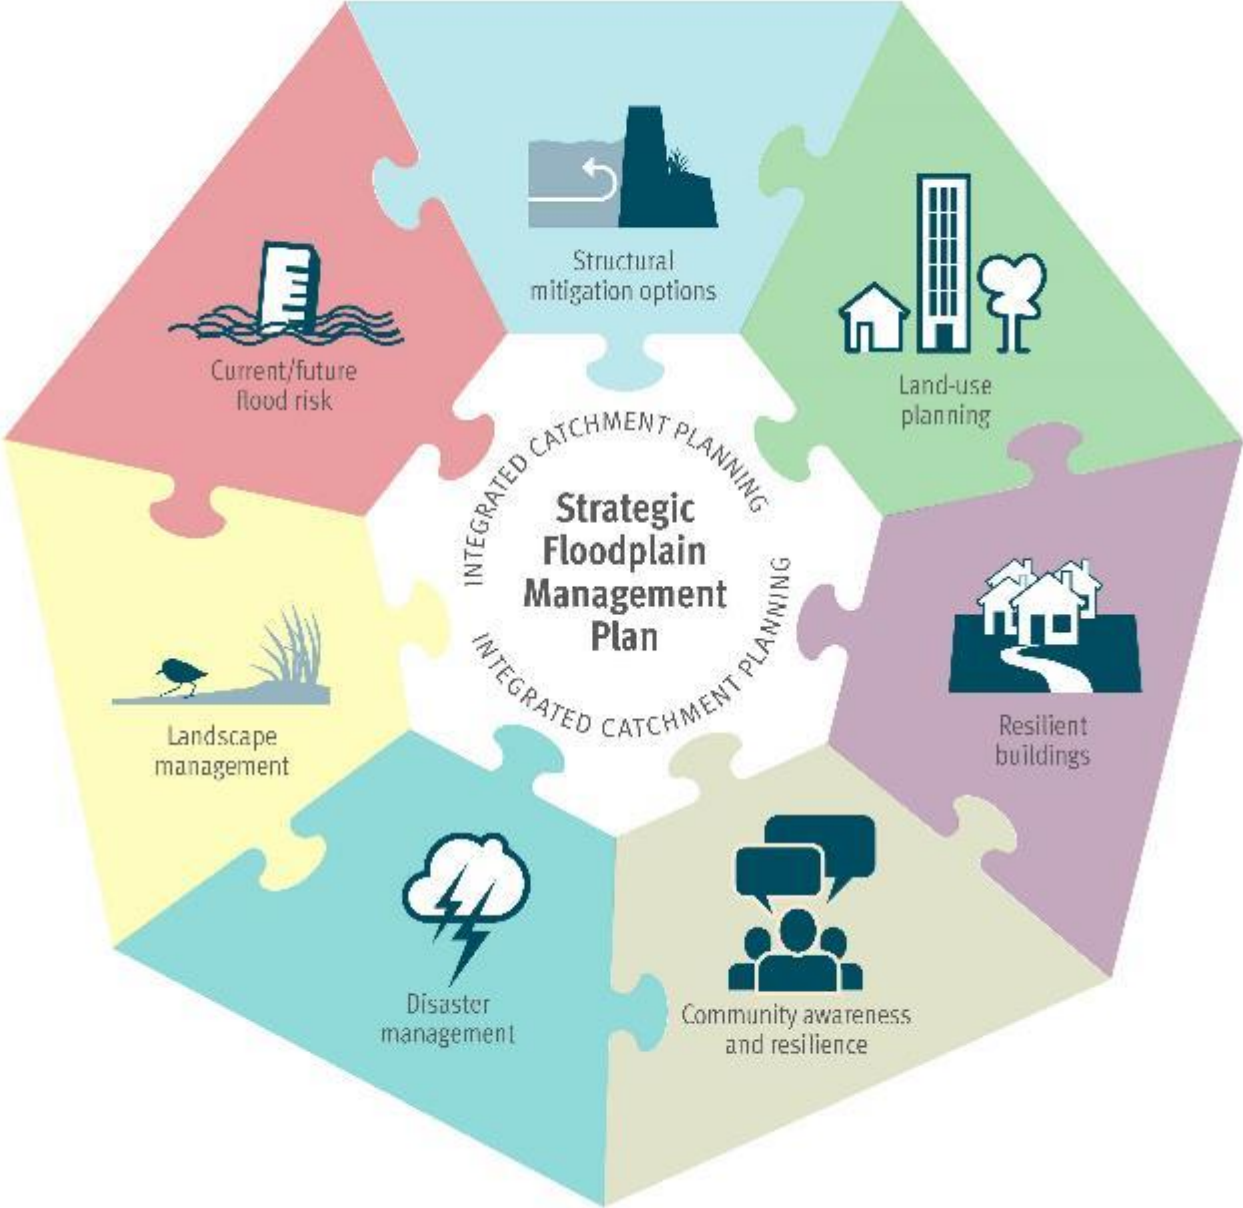 Structural
mitigation options
Land-use
planning
Current/future
flood risk
INTEGRATED CATCHMENT PLANNING
Strategic
Floodplain
Management
Plan
INTEGRATED CATCHMENT PLANNING
Resilient
buildings
Landscape
management
Disaster
management
Community awareness
and resilience